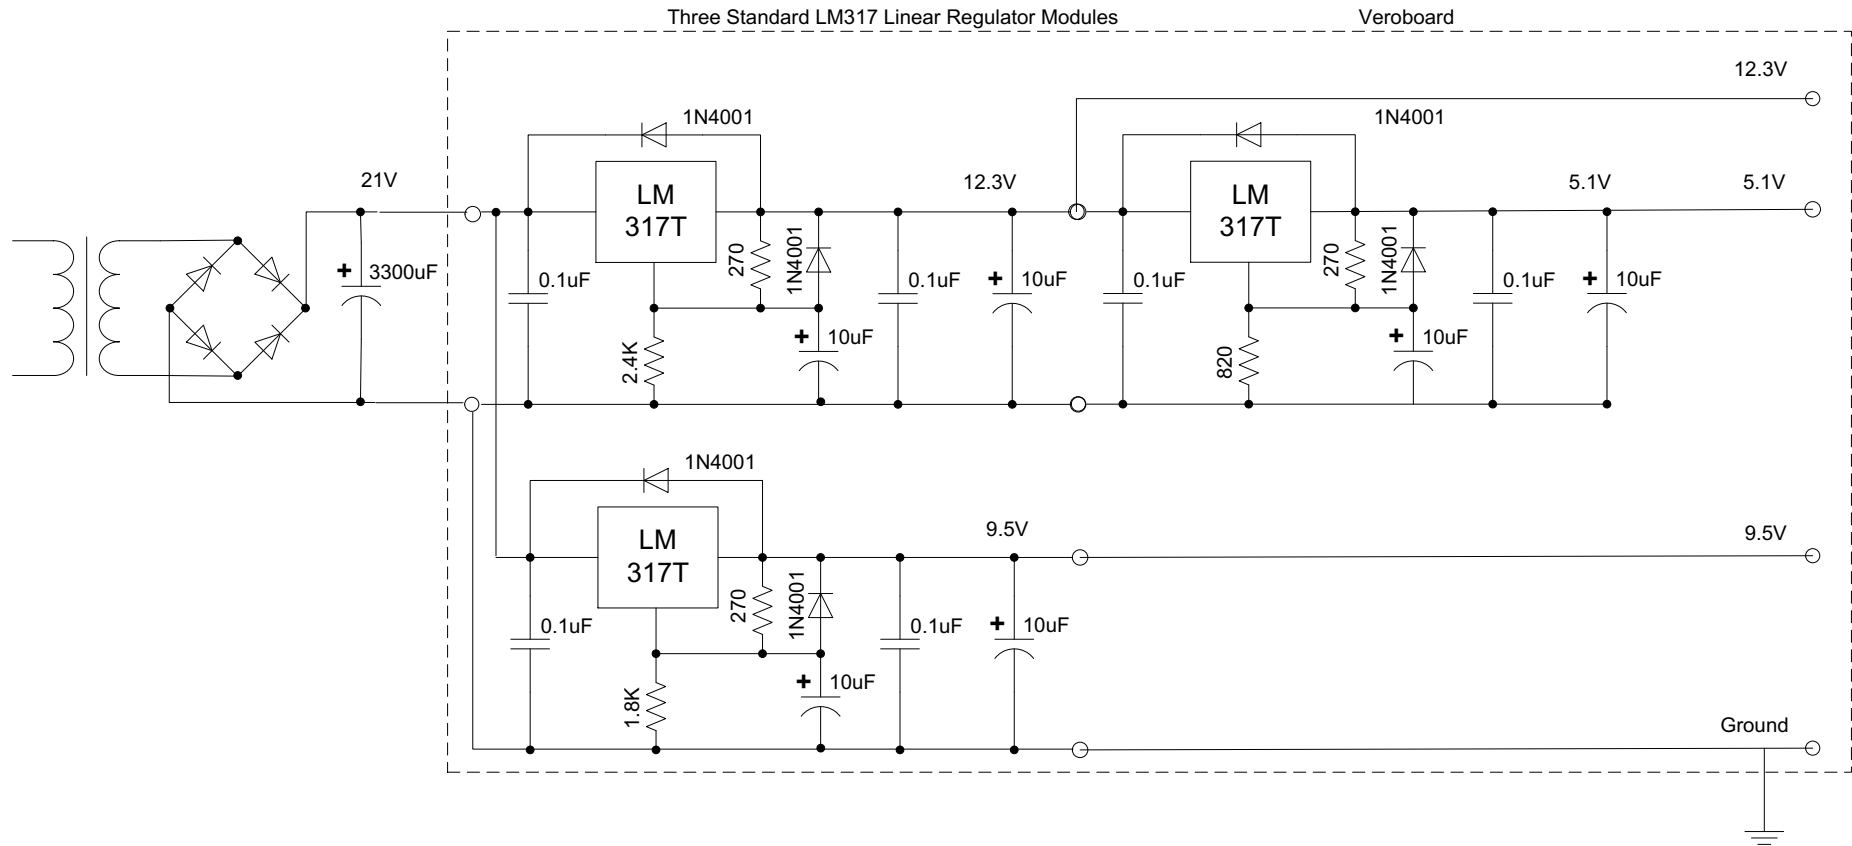 Three Standard LM317 Linear Regulator Modules
Veroboard
12.3V
1N4001
1N4001
21V
LM
317T
12.3V
LM
317T
5.1V
5.1V
+
3300uF
0.1uF
270
1N4001
0.1uF
+
10uF
0.1uF
270
1N4001
0.1uF
+
10uF
2.4K
+
10uF
820
+
10uF
1N4001
LM
317T
9.5V
9.5V
0.1uF
270
1N4001
0.1uF
+
10uF
1.8K
+
10uF
Ground